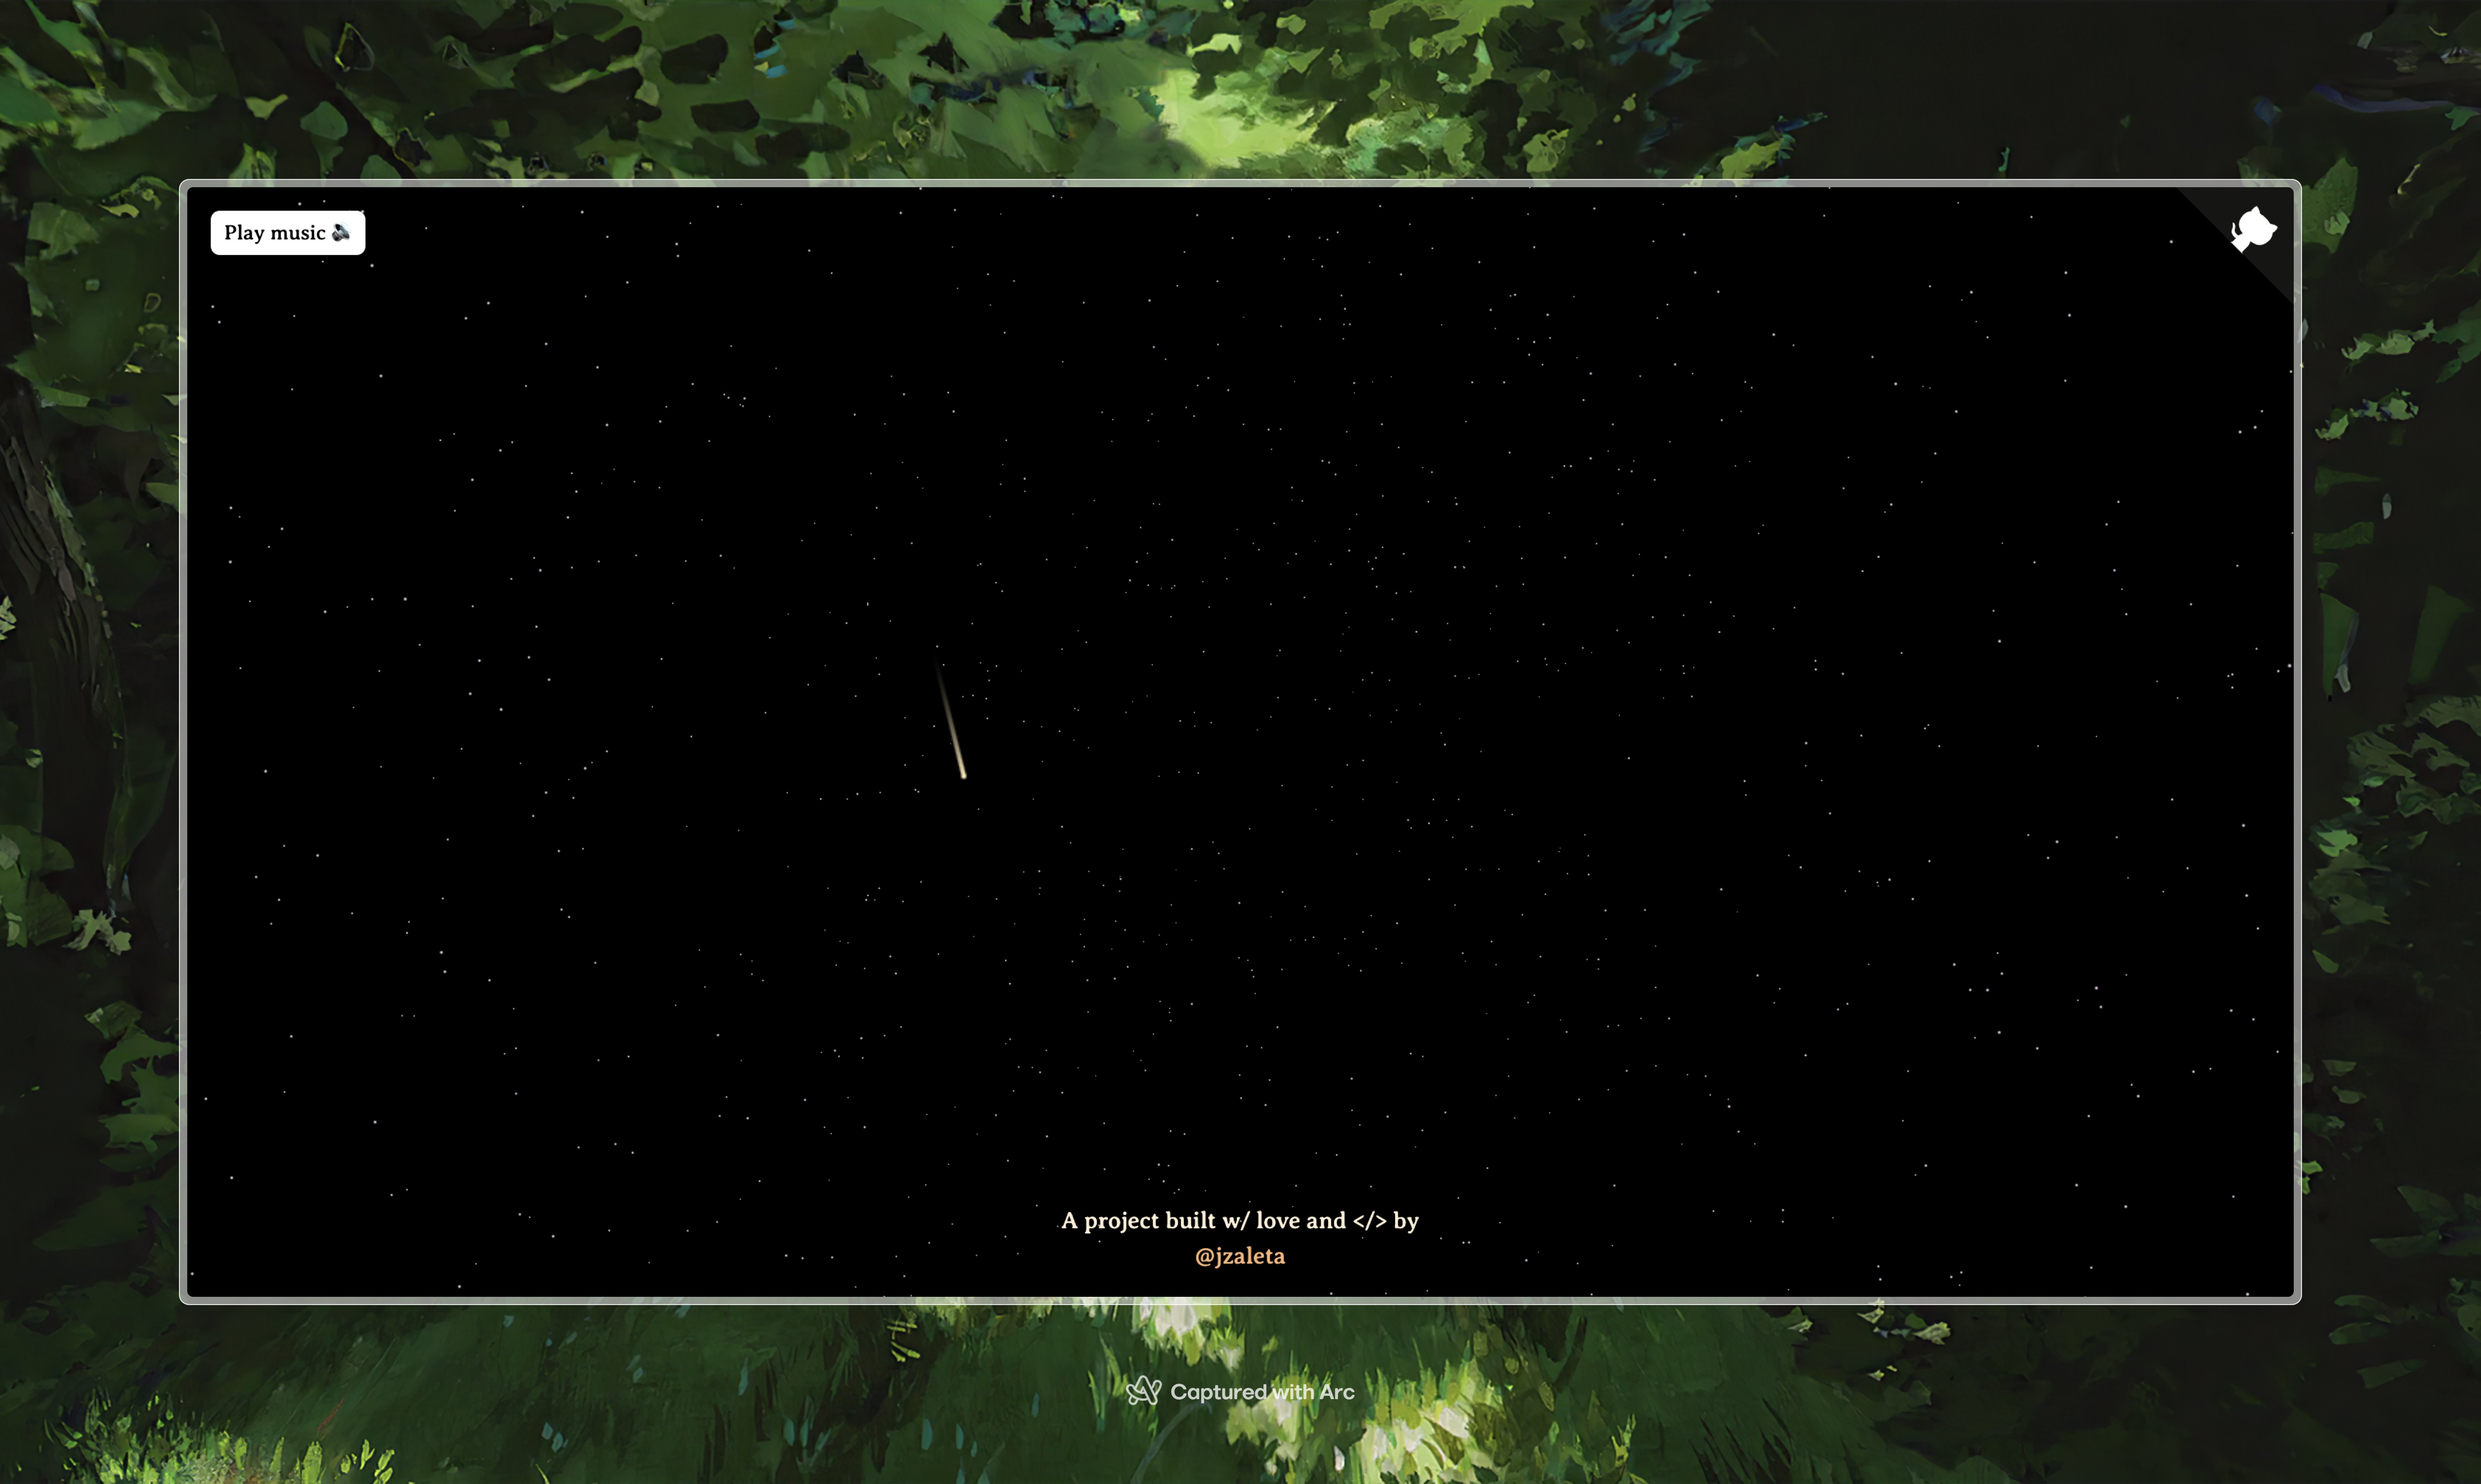 Play music 🔊
A project built w/ love and </> by
@jzaleta
Captured with Arc